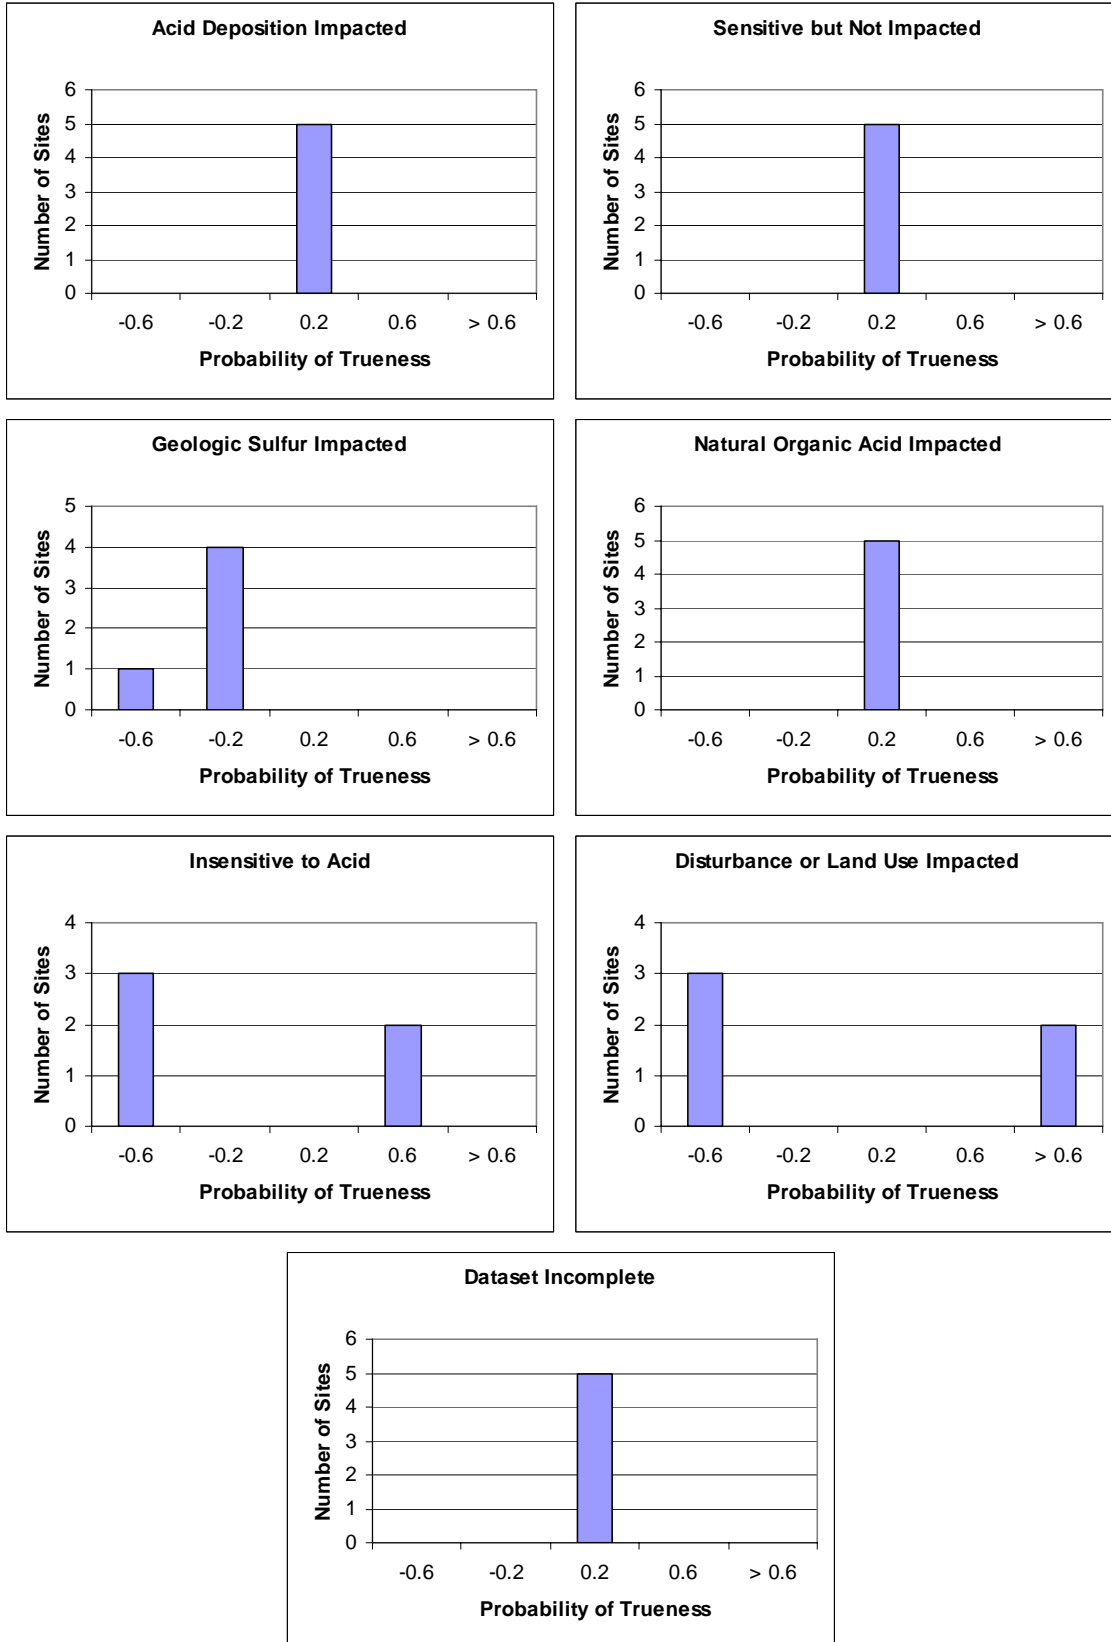 Acid Deposition Impacted
Number of Sites
6
5
4
3
2
1
0
-0.6 -0.2 0.2 0.6 > 0.6
Probability of Trueness
Sensitive but Not Impacted
Number of Sites
6
5
4
3
2
1
0
-0.6 -0.2 0.2 0.6 > 0.6
Probability of Trueness
Geologic Sulfur Impacted
Number of Sites
5
4
3
2
1
0
-0.6 -0.2 0.2 0.6 > 0.6
Probability of Trueness
Natural Organic Acid Impacted
Number of Sites
6
5
4
3
2
1
0
-0.6 -0.2 0.2 0.6 > 0.6
Probability of Trueness
Insensitive to Acid
Number of Sites
4
3
2
1
0
-0.6 -0.2 0.2 0.6 > 0.6
Probability of Trueness
Disturbance or Land Use Impacted
Number of Sites
4
3
2
1
0
-0.6 -0.2 0.2 0.6 > 0.6
Probability of Trueness
Dataset Incomplete
Number of Sites
6
5
4
3
2
1
0
-0.6 -0.2 0.2 0.6 > 0.6
Probability of Trueness